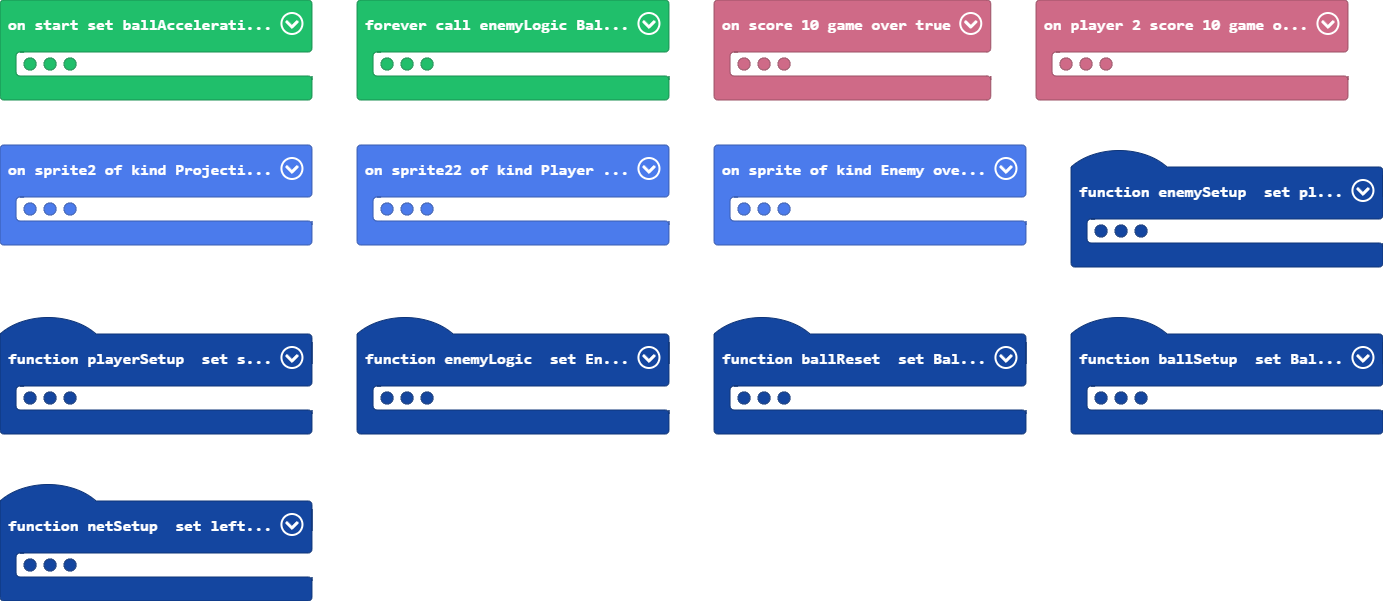 on start set ballAccelerati...
forever call enemyLogic Bal...
on score 10 game over true
on player 2 score 10 game o...
on sprite2 of kind Projecti...
on sprite22 of kind Player ...
on sprite of kind Enemy ove...
function enemySetup set pl...
function playerSetup set s...
function enemyLogic set En...
function ballReset set Bal...
function ballSetup set Bal...
function netSetup set left...